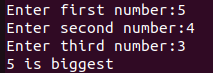 Enter first number:5
Enter second number:4
Enter third number:3
5 is biggest